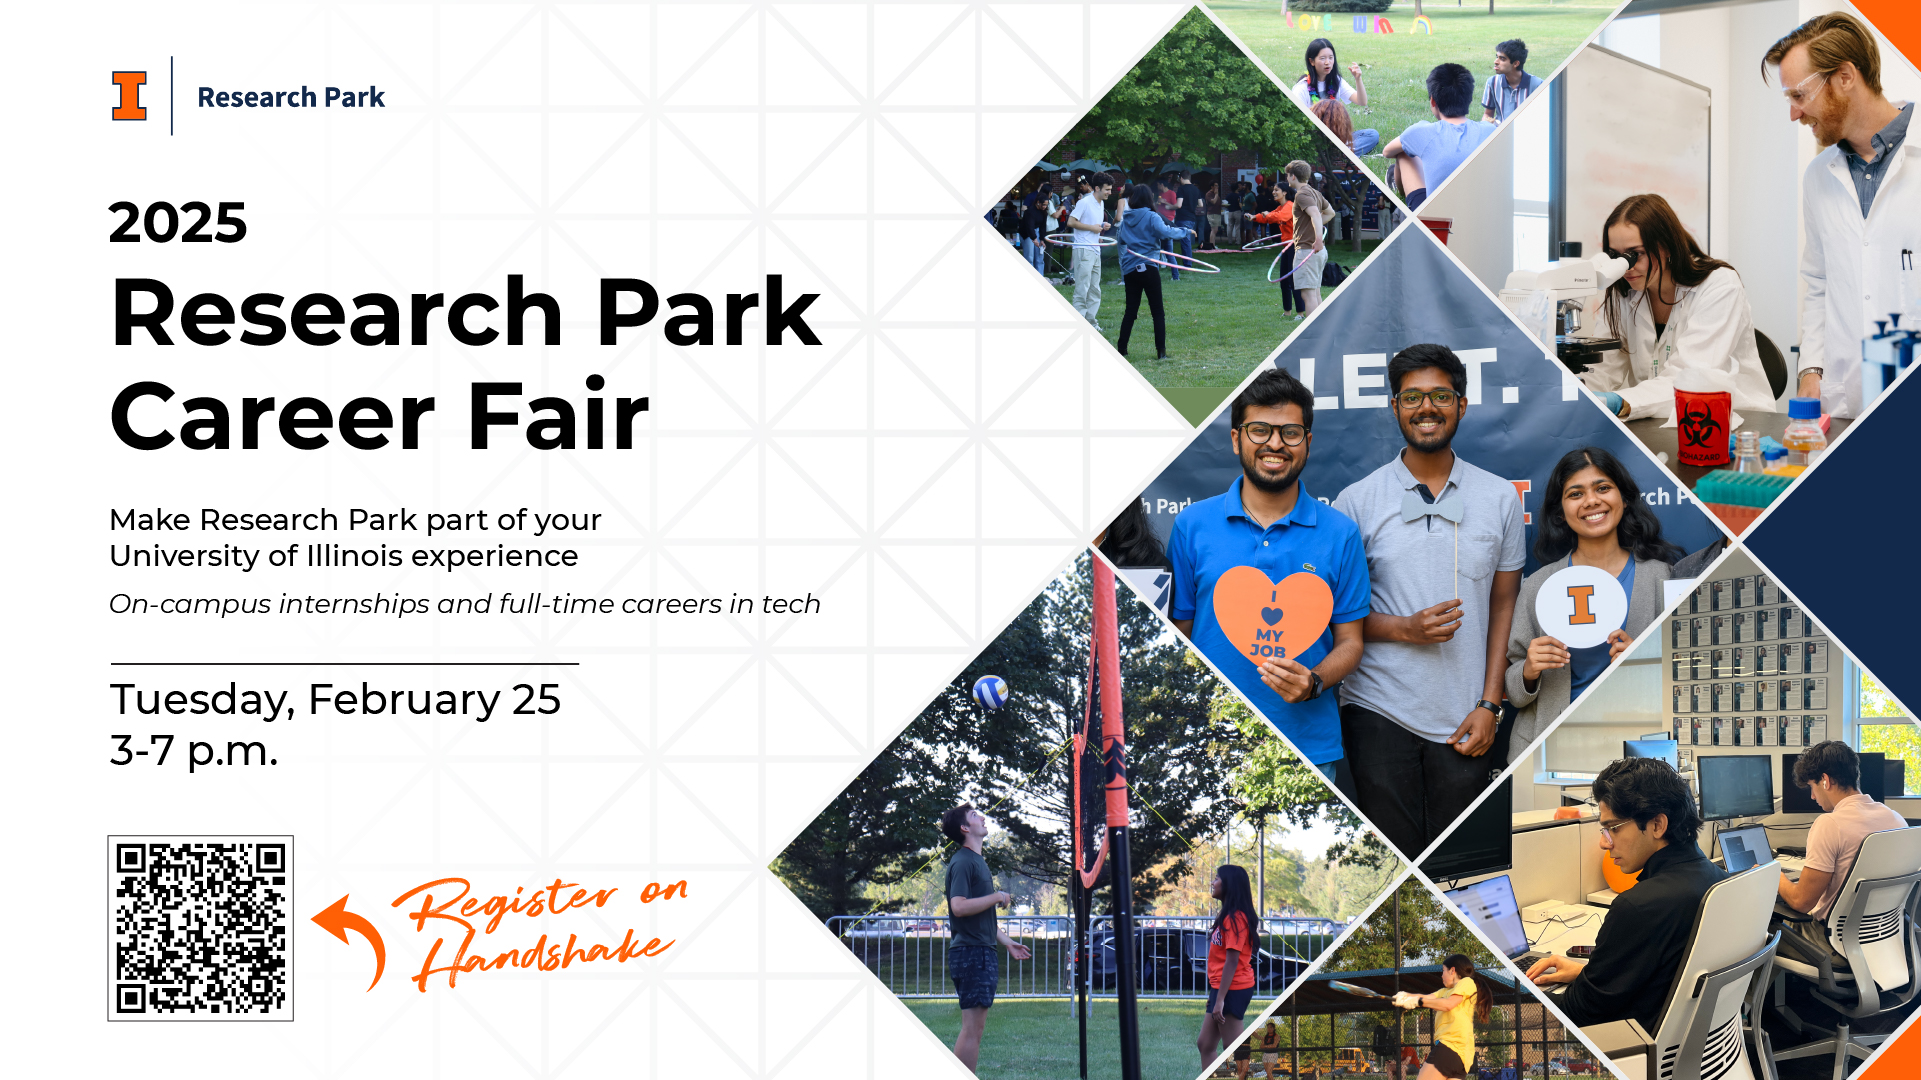 I
Research Park
2025
Research Park
Career Fair
Make Research Park part of your
University of Illinois experience
On-campus internships and full-time careers in tech
Tuesday, February 25
3-7 p.m.
Register on
Handshake
I
MY
JOB
I
BIOHAZARD